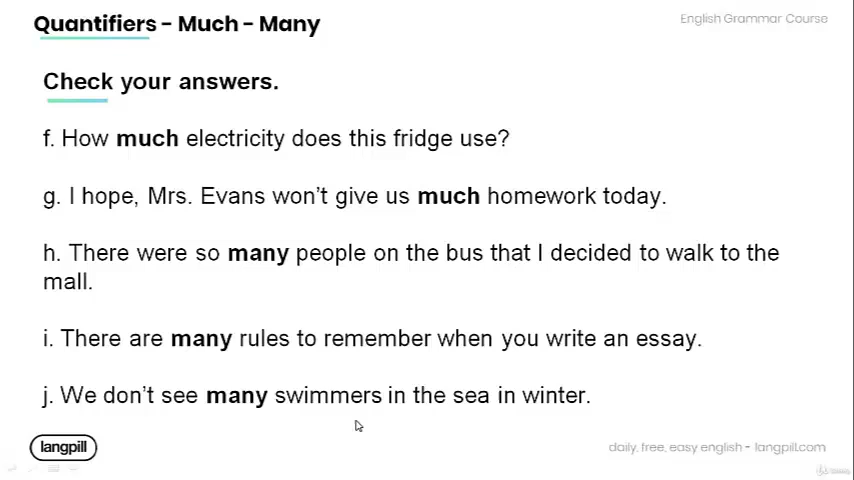 Quantifiers - Much - Many
English Grammar Course
Check your answers.
f. How much electricity does this fridge use?
g. I hope, Mrs. Evans won't give us much homework today.
h. There were so many people on the bus that I decided to walk to the
mall.
i. There are many rules to remember when you write an essay.
j. We don't see many swimmers in the sea in winter.
langpill
daily, free, easy english - langpill.com